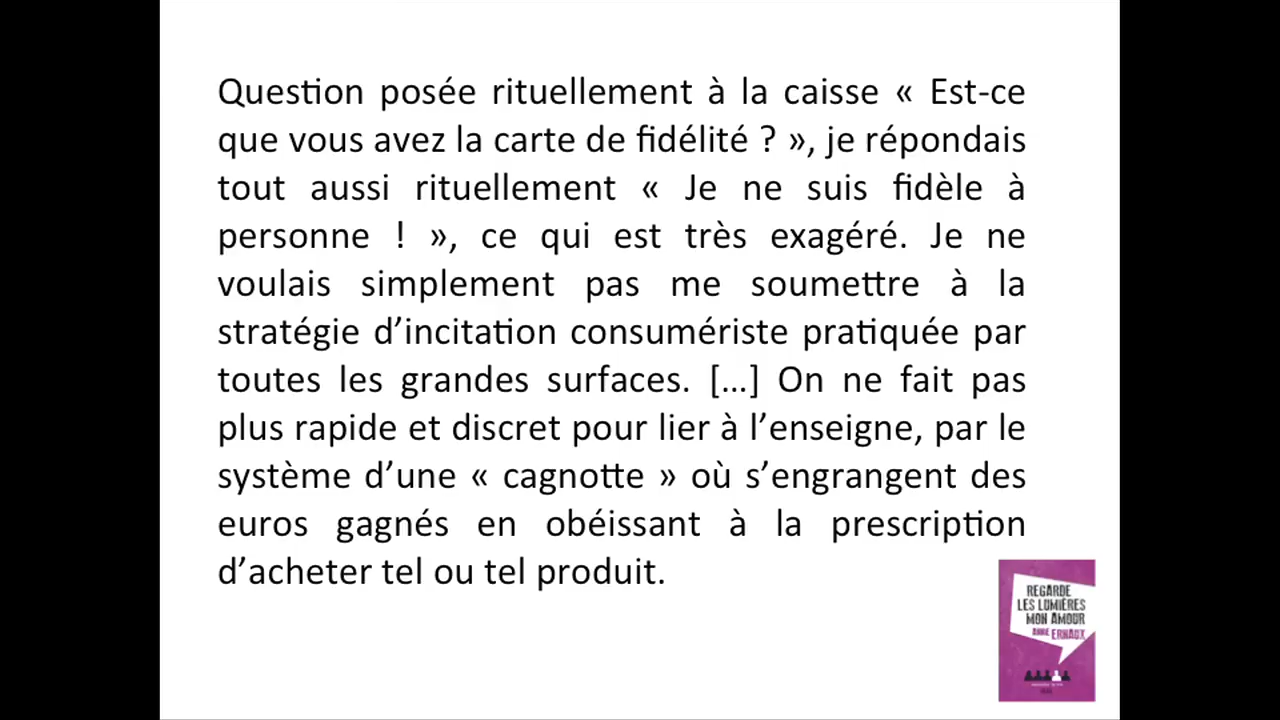 Question posée rituellement à la caisse « Est-ce
que vous avez la carte de fidélité ? », je répondais
tout aussi rituellement « Je ne suis fidèle à
personne ! », ce qui est très exagéré. Je ne
voulais simplement pas me soumettre à la
stratégie d’incitation consumériste pratiquée par
toutes les grandes surfaces. [...] On ne fait pas
plus rapide et discret pour lier à l’enseigne, par le
système d’une « cagnotte » où s’engrangent des
euros gagnés en obéissant à la prescription
d’acheter tel ou tel produit.
REGARDE
LES LUMIÈRES
MON AMOUR
ERNAUX